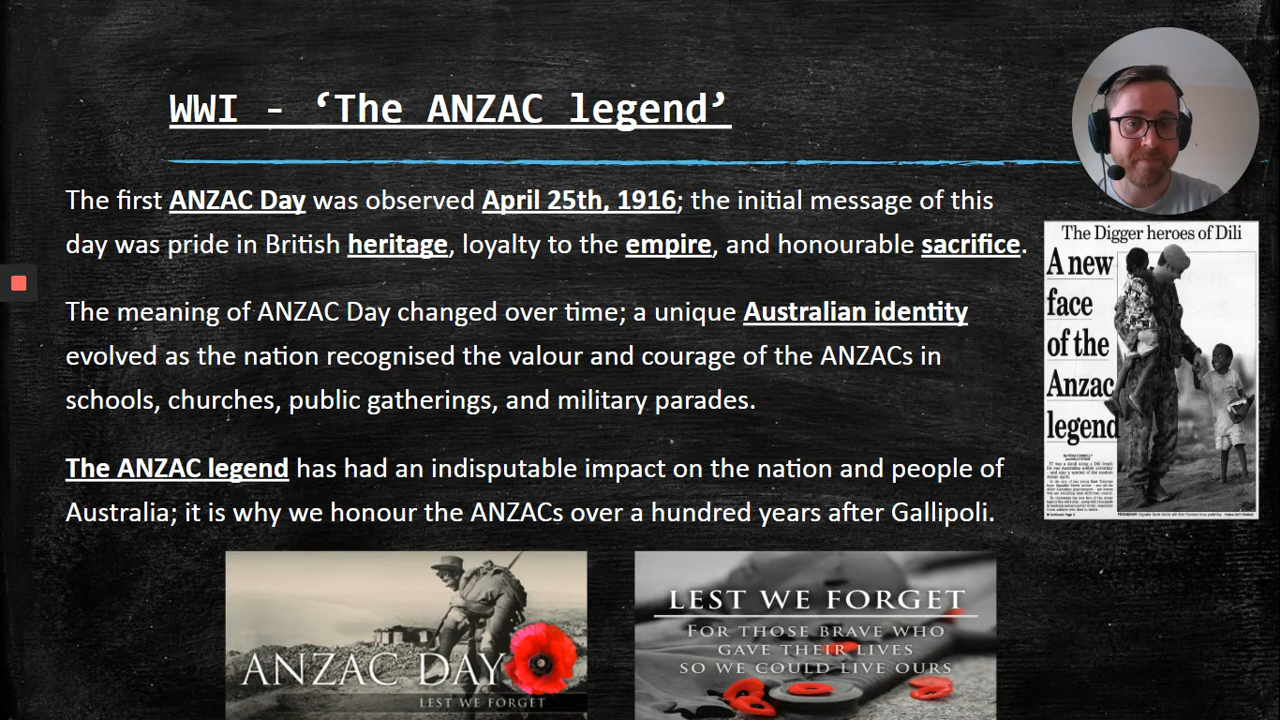 WWI - ‘The ANZAC legend’
The first ANZAC Day was observed April 25th, 1916; the initial message of this
day was pride in British heritage, loyalty to the empire, and honourable sacrifice.
The meaning of ANZAC Day changed over time; a unique Australian identity
evolved as the nation recognised the valour and courage of the ANZACs in
schools, churches, public gatherings, and military parades.
The ANZAC legend has had an indisputable impact on the nation and people of
Australia; it is why we honour the ANZACs over a hundred years after Gallipoli.
The Digger heroes of Dili
A new
face
of the
Anzac
legend
ANZAC DAY
LEST WE FORGET
LEST WE FORGET
FOR THOSE BRAVE WHO
GAVE THEIR LIVES
SO WE COULD LIVE OURS